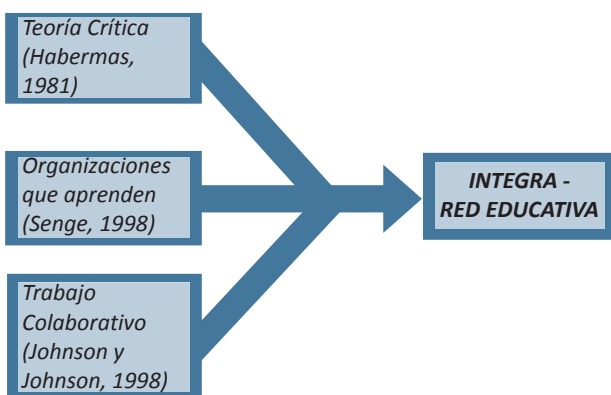 Teoría Crítica
(Habermas,
1981)
Organizaciones
que aprenden
(Senge, 1998)
Trabajo
Colaborativo
(Johnson y
Johnson, 1998)
INTEGRA -
RED EDUCATIVA